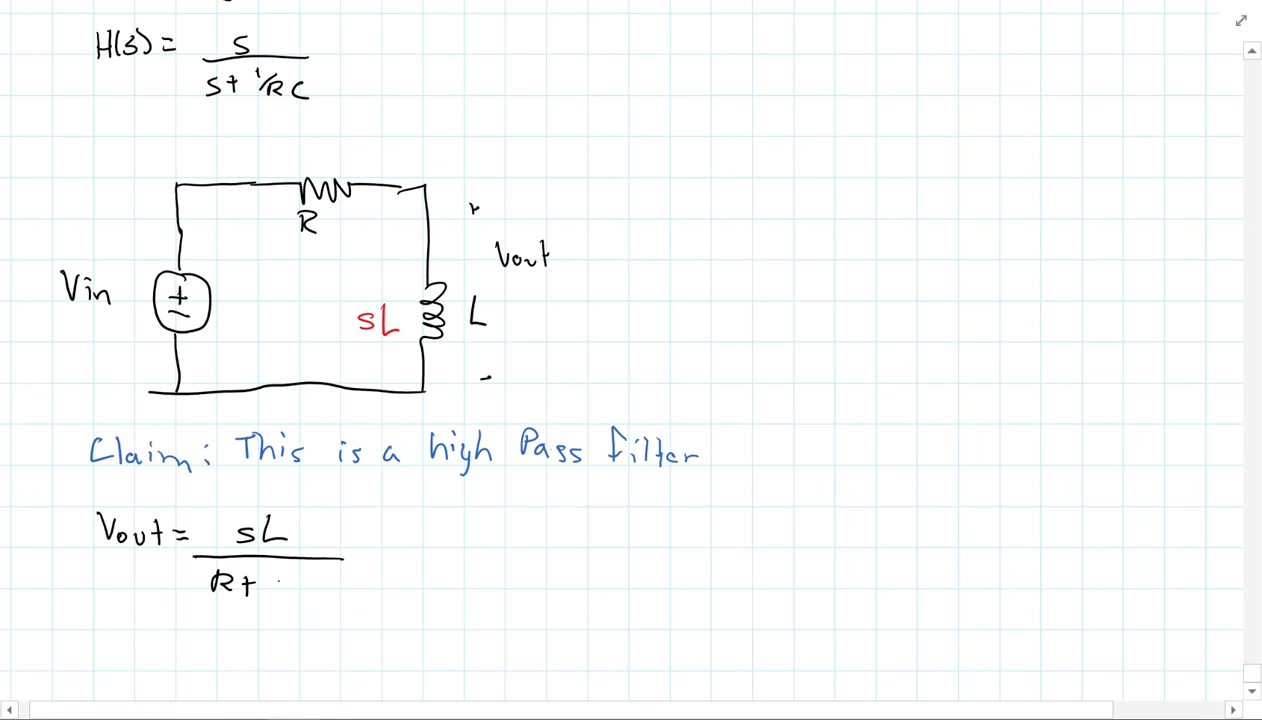 H(s) = s
s + 1/RC
R
+
Vout
Vin
+
-
sL
L
-
Claim: This is a high Pass filter
Vout = sL
R +